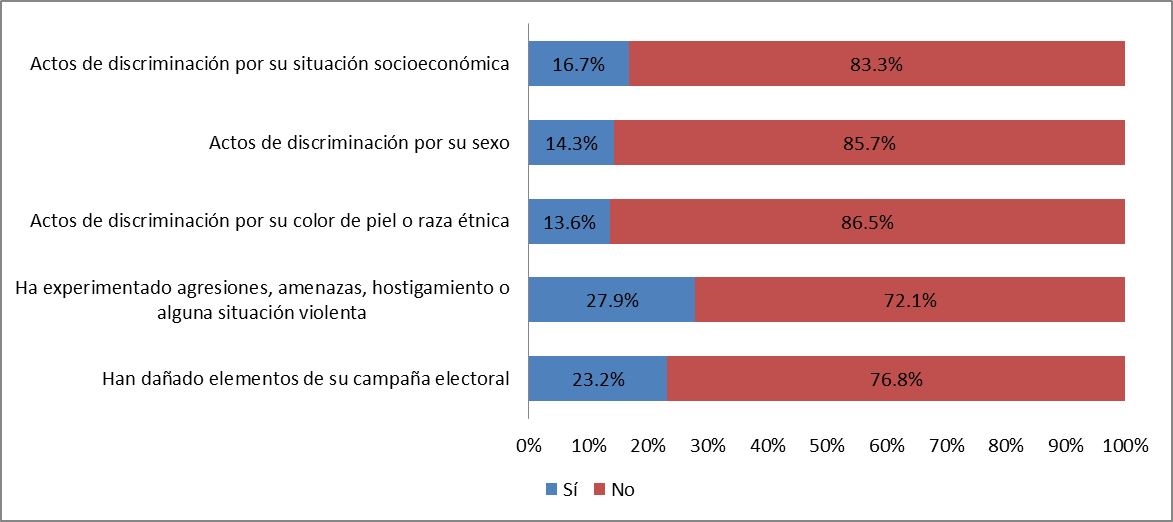 Actos de discriminación por su situación socioeconómica
16.7%
83.3%
Actos de discriminación por su sexo
14.3%
85.7%
Actos de discriminación por su color de piel o raza étnica
13.6%
86.5%
Ha experimentado agresiones, amenazas, hostigamiento o
alguna situación violenta
27.9%
72.1%
Han dañado elementos de su campaña electoral
23.2%
76.8%
0% 10% 20% 30% 40% 50% 60% 70% 80% 90% 100%
Sí No